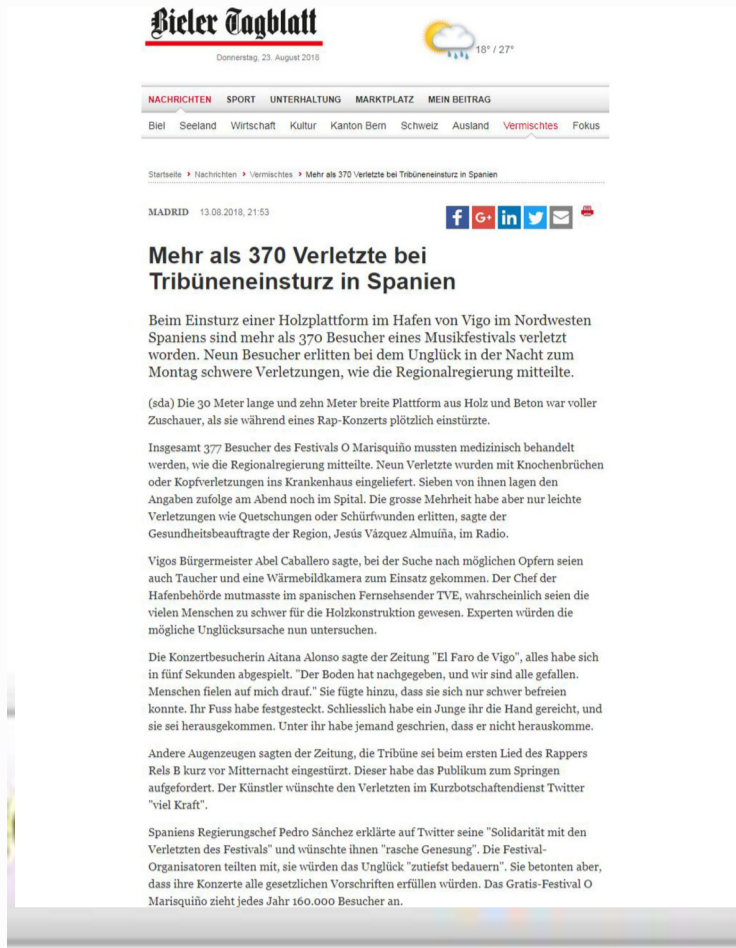 Bieler Tagblatt
Donnerstag, 23. August 2018
18° / 27°
NACHRICHTEN SPORT UNTERHALTUNG MARKTPLATZ MEIN BEITRAG
Biel Seeland Wirtschaft Kultur Kanton Bern Schweiz Ausland Vermischtes Fokus
Startseite > Nachrichten > Vermischtes > Mehr als 370 Verletzte bei Tribüneneinsturz in Spanien
MADRID 13.08.2018, 21:53
f G+ in
Mehr als 370 Verletzte bei
Tribüneneinsturz in Spanien
Beim Einsturz einer Holzplattform im Hafen von Vigo im Nordwesten
Spaniens sind mehr als 370 Besucher eines Musikfestivals verletzt
worden. Neun Besucher erlitten bei dem Unglück in der Nacht zum
Montag schwere Verletzungen, wie die Regionalregierung mitteilte.
(sda) Die 30 Meter lange und zehn Meter breite Plattform aus Holz und Beton war voller
Zuschauer, als sie während eines Rap-Konzerts plötzlich einstürzte.
Insgesamt 377 Besucher des Festivals O Marisquiño mussten medizinisch behandelt
werden, wie die Regionalregierung mitteilte. Neun Verletzte wurden mit Knochenbrüchen
oder Kopfverletzungen ins Krankenhaus eingeliefert. Sieben von ihnen lagen den
Angaben zufolge am Abend noch im Spital. Die grosse Mehrheit habe aber nur leichte
Verletzungen wie Quetschungen oder Schürfwunden erlitten, sagte der
Gesundheitsbeauftragte der Region, Jesús Vázquez Almuíña, im Radio.
Vigos Bürgermeister Abel Caballero sagte, bei der Suche nach möglichen Opfern seien
auch Taucher und eine Wärmebildkamera zum Einsatz gekommen. Der Chef der
Hafenbehörde mutmasste im spanischen Fernsehsender TVE, wahrscheinlich seien die
vielen Menschen zu schwer für die Holzkonstruktion gewesen. Experten würden die
mögliche Unglücksursache nun untersuchen.
Die Konzertbesucherin Aitana Alonso sagte der Zeitung "El Faro de Vigo", alles habe sich
in fünf Sekunden abgespielt. "Der Boden hat nachgegeben, und wir sind alle gefallen.
Menschen fielen auf mich drauf." Sie fügte hinzu, dass sie sich nur schwer befreien
konnte. Ihr Fuss habe festgesteckt. Schliesslich habe ein Junge ihr die Hand gereicht, und
sie sei herausgekommen. Unter ihr habe jemand geschrien, dass er nicht herauskomme.
Andere Augenzeugen sagten der Zeitung, die Tribüne sei beim ersten Lied des Rappers
Rels B kurz vor Mitternacht eingestürzt. Dieser habe das Publikum zum Springen
aufgefordert. Der Künstler wünschte den Verletzten im Kurzbotschaftendienst Twitter
"viel Kraft".
Spaniens Regierungschef Pedro Sánchez erklärte auf Twitter seine "Solidarität mit den
Verletzten des Festivals" und wünschte ihnen "rasche Genesung". Die Festival-
Organisatoren teilten mit, sie würden das Unglück "zutiefst bedauern". Sie betonten aber,
dass ihre Konzerte alle gesetzlichen Vorschriften erfüllen würden. Das Gratis-Festival O
Marisquiño zieht jedes Jahr 160.000 Besucher an.